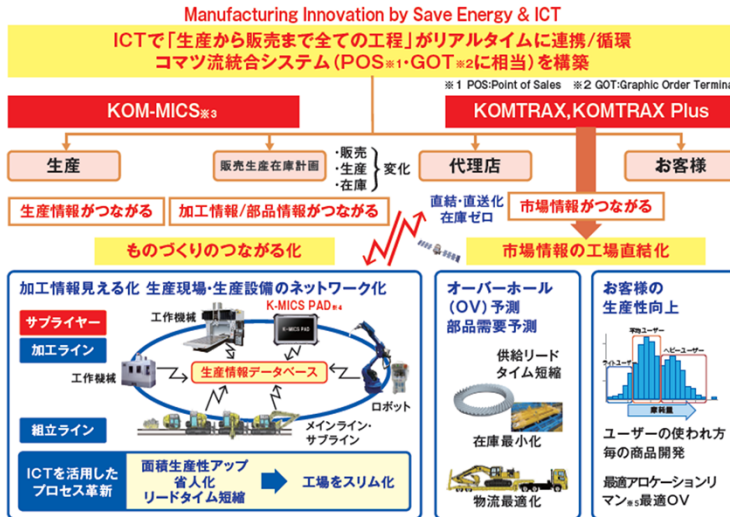 Manufacturing Innovation by Save Energy & ICT
ICTで「生産から販売まで全ての工程」がリアルタイムに連携/循環
コマツ流統合システム(POS※1・GOT※2に相当)を構築
※1 POS:Point of Sales ※2 GOT:Graphic Order Termina
KOM-MICS※3
KOMTRAX,KOMTRAX Plus
生産
販売生産在庫計画
・販売
・生産
・在庫
変化
代理店
お客様
生産情報がつながる
加工情報/部品情報がつながる
直結・直送化
在庫ゼロ
市場情報がつながる
ものづくりのつながる化
市場情報の工場直結化
加工情報見える化 生産現場・生産設備のネットワーク化
K-MICS PAD※4
サプライヤー
加工ライン
組立ライン
工作機械
K-MICS PAD
工作機械
生産情報データベース
ロボット
メインライン・
サブライン
ICTを活用した
プロセス革新
面積生産性アップ
省人化
リードタイム短縮
工場をスリム化
オーバーホール
(OV)予測
部品需要予測
供給リード
タイム短縮
在庫最小化
物流最適化
お客様の
生産性向上
平均ユーザー
ライトユーザー
ヘビーユーザー
摩耗量
ユーザーの使われ方
毎の商品開発
最適アロケーションリ
マン※5最適OV